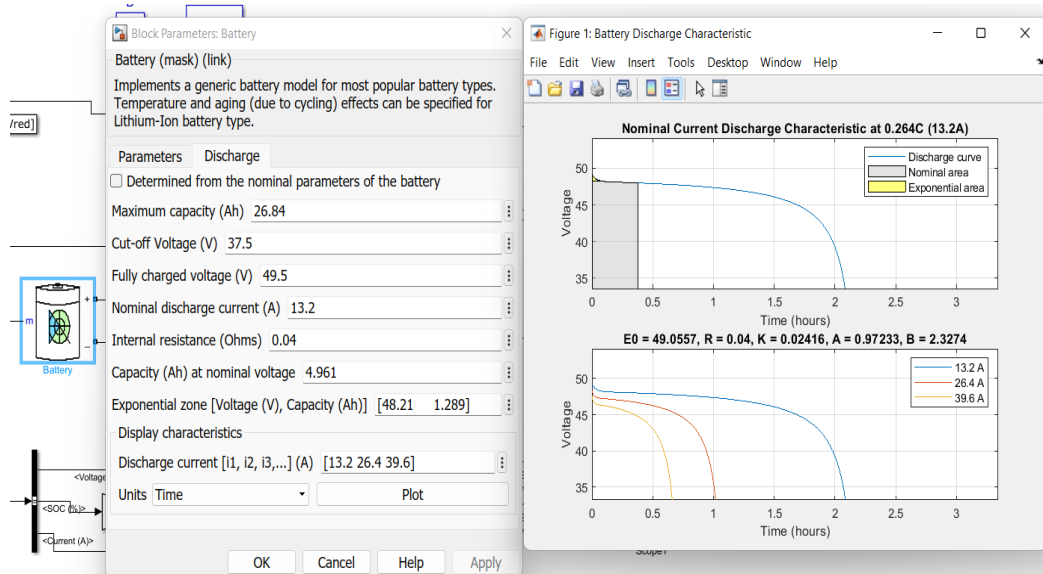 Block Parameters: Battery
Battery (mask) (link)
Implements a generic battery model for most popular battery types.
Temperature and aging (due to cycling) effects can be specified for
Lithium-Ion battery type.
Parameters Discharge
Determined from the nominal parameters of the battery
Maximum capacity (Ah) 26.84
Cut-off Voltage (V) 37.5
Fully charged voltage (V) 49.5
Nominal discharge current (A) 13.2
Internal resistance (Ohms) 0.04
Capacity (Ah) at nominal voltage 4.961
Exponential zone [Voltage (V), Capacity (Ah)] [48.21 1.289]
Display characteristics
Discharge current [i1, i2, i3,...] (A) [13.2 26.4 39.6]
Units Time Plot
OK Cancel Help Apply
/red]
m
+
−
Battery
<Voltage
<SOC (%)>
<Current (A)>
Figure 1: Battery Discharge Characteristic
File Edit View Insert Tools Desktop Window Help
Nominal Current Discharge Characteristic at 0.264C (13.2A)
Discharge curve
Nominal area
Exponential area
Voltage
50
45
40
35
0 0.5 1 1.5 2 2.5 3
Time (hours)
E0 = 49.0557, R = 0.04, K = 0.02416, A = 0.97233, B = 2.3274
13.2 A
26.4 A
39.6 A
Voltage
50
45
40
35
0 0.5 1 1.5 2 2.5 3
Time (hours)
Scope1